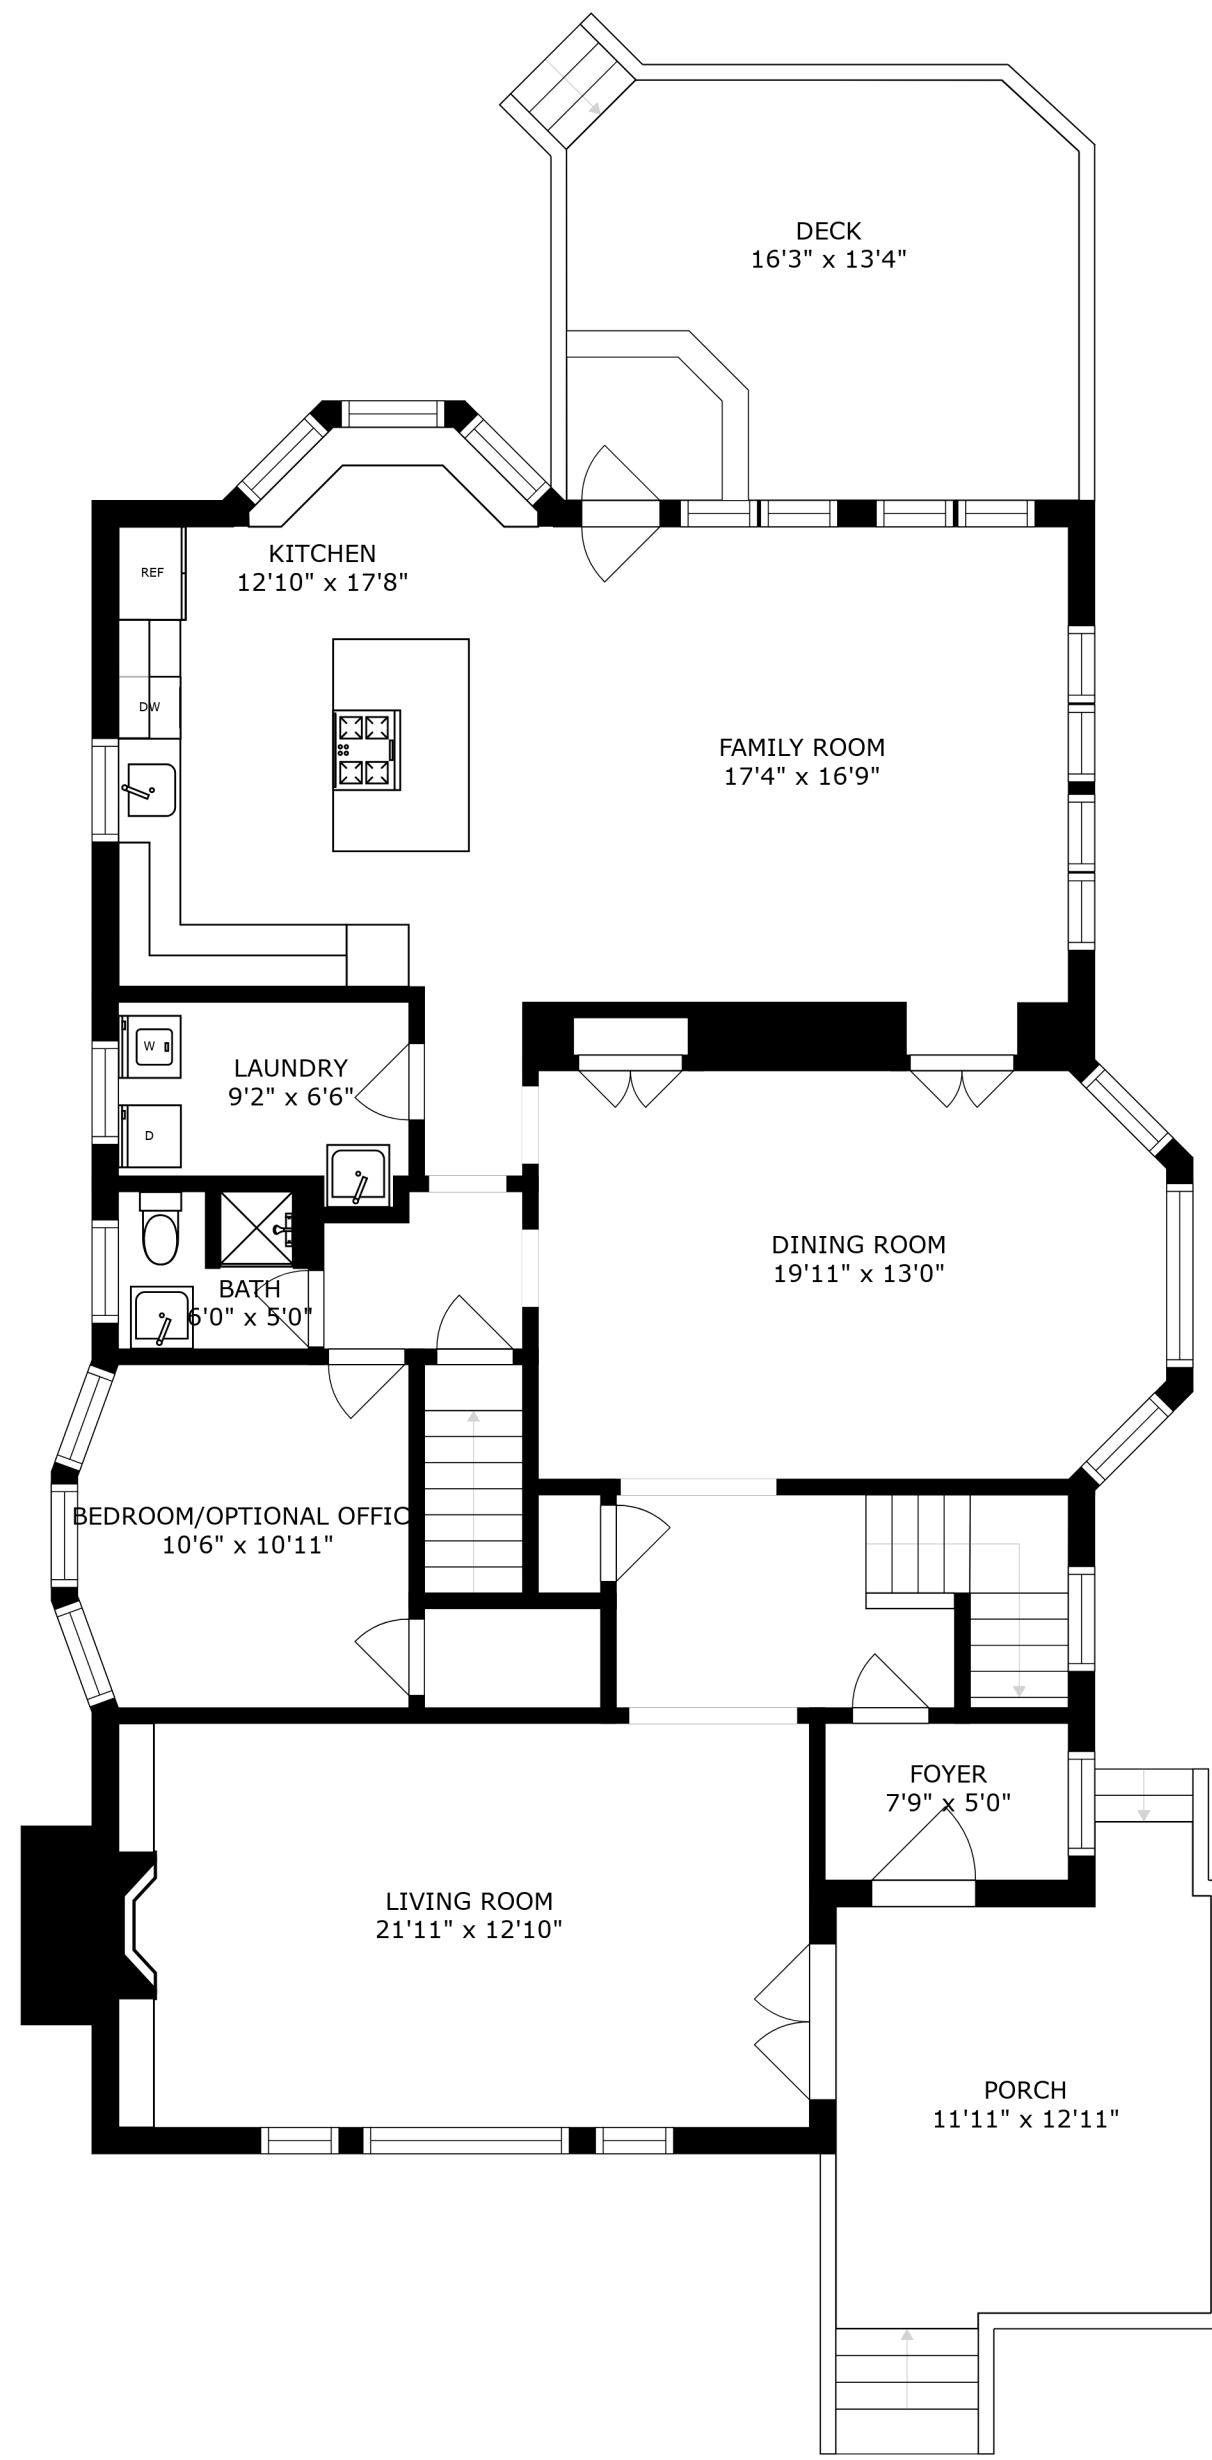 DECK
16'3" x 13'4"
KITCHEN
12'10" x 17'8"
REF
DW
FAMILY ROOM
17'4" x 16'9"
W
LAUNDRY
9'2" x 6'6"
D
DINING ROOM
19'11" x 13'0"
BATH
6'0" x 5'0"
BEDROOM/OPTIONAL OFFIC
10'6" x 10'11"
FOYER
7'9" x 5'0"
LIVING ROOM
21'11" x 12'10"
PORCH
11'11" x 12'11"